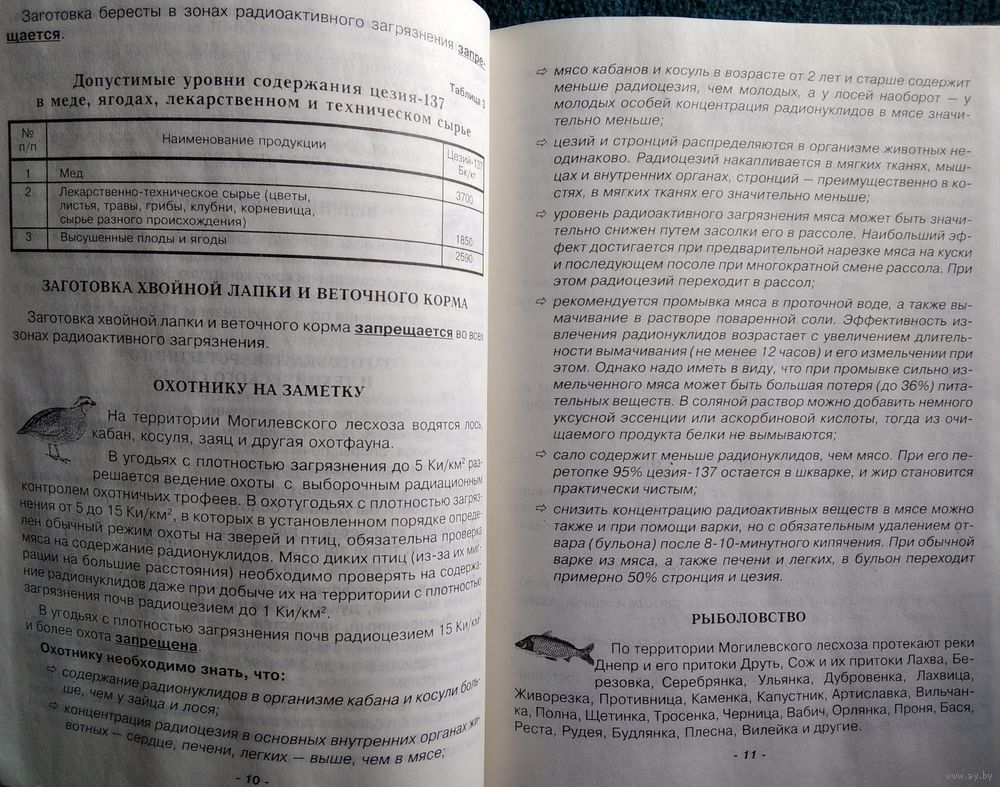 Заготовка бересты в зонах радиоактивного загрязнения запре-
щается.
Таблица 3
Допустимые уровни содержания цезия-137
в меде, ягодах, лекарственном и техническом сырье
№ п/п
Наименование продукции
Цезий-137 Бк/кг
1 Мед 3700
2 Лекарственно-техническое сырье (цветы,
листья, травы, грибы, клубни, корневища,
сырье разного происхождения) 1850
3 Высушенные плоды и ягоды 2590
ЗАГОТОВКА ХВОЙНОЙ ЛАПКИ И ВЕТОЧНОГО КОРМА
Заготовка хвойной лапки и веточного корма запрещается во всех
зонах радиоактивного загрязнения.
ОХОТНИКУ НА ЗАМЕТКУ
На территории Могилевского лесхоза водятся лось,
кабан, косуля, заяц и другая охотфауна.
В угодьях с плотностью загрязнения до 5 Ки/км² раз-
решается ведение охоты с выборочным радиационным
контролем охотничьих трофеев. В охотугодьях с плотностью загряз-
нения от 5 до 15 Ки/км², в которых в установленном порядке опреде-
лен обычный режим охоты на зверей и птиц, обязательна проверка
мяса на содержание радионуклидов. Мясо диких птиц (из-за их миг-
рации на большие расстояния) необходимо проверять на содержа-
ние радионуклидов даже при добыче их на территории с плотностью
загрязнения почв радиоцезием до 1 Ки/км².
В угодьях с плотностью загрязнения почв радиоцезием 15 Ки/км²
и более охота запрещена.
Охотнику необходимо знать, что:
⇨ содержание радионуклидов в организме кабана и косули боль-
ше, чем у зайца и лося;
⇨ концентрация радиоцезия в основных внутренних органах жи-
вотных – сердце, печени, легких – выше, чем в мясе;
- 10 -
⇨ мясо кабанов и косуль в возрасте от 2 лет и старше содержит
меньше радиоцезия, чем молодых, а у лосей наоборот – у
молодых особей концентрация радионуклидов в мясе значи-
тельно меньше;
⇨ цезий и стронций распределяются в организме животных не-
одинаково. Радиоцезий накапливается в мягких тканях, мыш-
цах и внутренних органах, стронций – преимущественно в ко-
стях, в мягких тканях его значительно меньше;
⇨ уровень радиоактивного загрязнения мяса может быть значи-
тельно снижен путем засолки его в рассоле. Наибольший эф-
фект достигается при предварительной нарезке мяса на куски
и последующем посоле при многократной смене рассола. При
этом радиоцезий переходит в рассол;
⇨ рекомендуется промывка мяса в проточной воде, а также вы-
мачивание в растворе поваренной соли. Эффективность из-
влечения радионуклидов возрастает с увеличением длитель-
ности вымачивания (не менее 12 часов) и его измельчении при
этом. Однако надо иметь в виду, что при промывке сильно из-
мельченного мяса может быть большая потеря (до 36%) пита-
тельных веществ. В соляной раствор можно добавить немного
уксусной эссенции или аскорбиновой кислоты, тогда из очи-
щаемого продукта белки не вымываются;
⇨ сало содержит меньше радионуклидов, чем мясо. При его пе-
ретопке 95% цезия-137 остается в шкварке, и жир становится
практически чистым;
⇨ снизить концентрацию радиоактивных веществ в мясе можно
также и при помощи варки, но с обязательным удалением от-
вара (бульона) после 8-10-минутного кипячения. При обычной
варке из мяса, а также печени и легких, в бульон переходит
примерно 50% стронция и цезия.
РЫБОЛОВСТВО
По территории Могилевского лесхоза протекают реки
Днепр и его притоки Друть, Сож и их притоки Лахва, Бе-
резовка, Серебрянка, Ульянка, Дубровенка, Лахвица,
Живорезка, Противница, Каменка, Капустник, Артиславка, Вильчан-
ка, Полна, Щетинка, Тросенка, Черница, Вабич, Орлянка, Проня, Бася,
Реста, Рудея, Будлянка, Плесна, Вилейка и другие.
- 11 -
www.ay.by